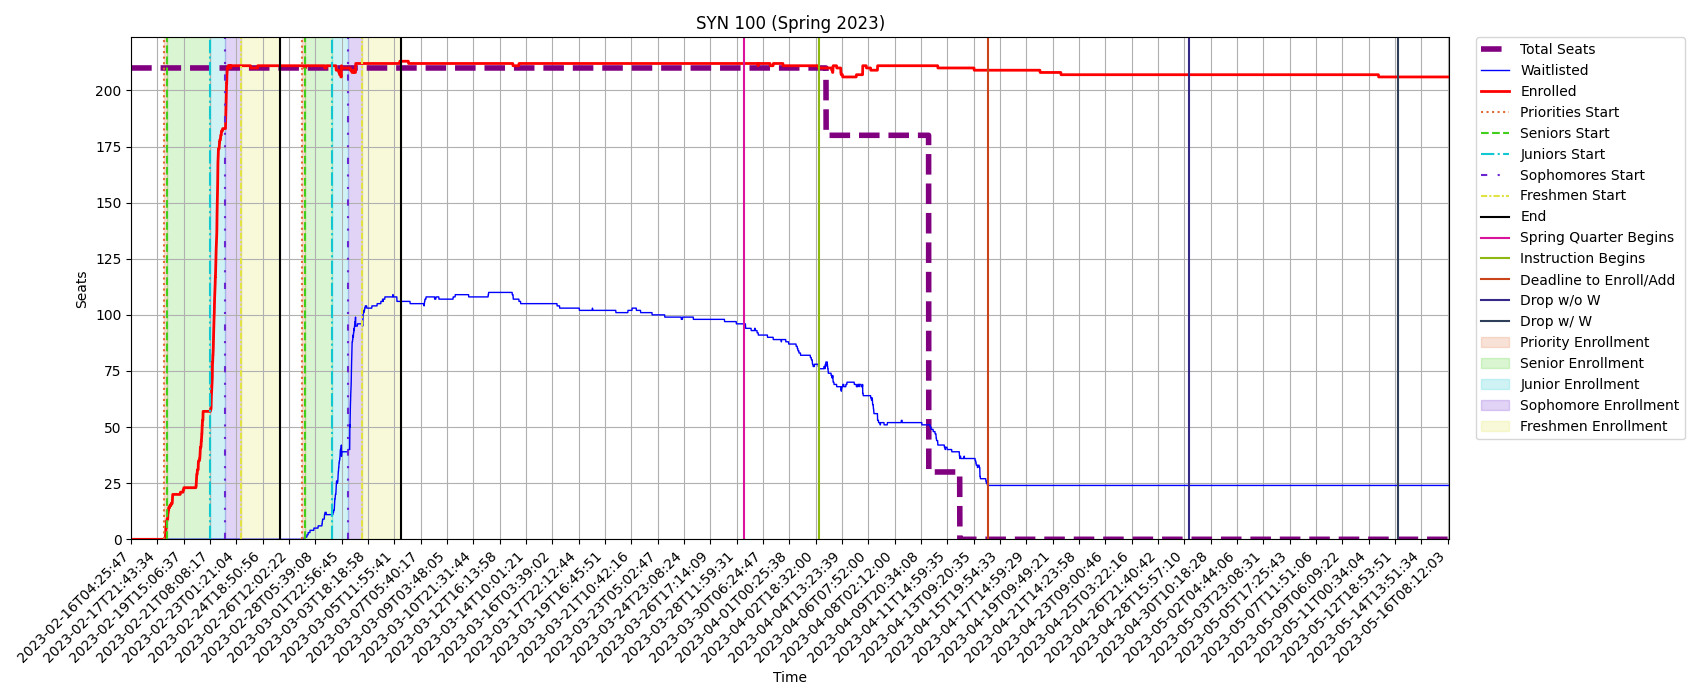 SYN 100 (Spring 2023)
Seats
200
175
150
125
100
75
50
25
0
2023-02-16T04:25:47
2023-02-17T21:43:34
2023-02-19T15:06:37
2023-02-21T08:08:17
2023-02-23T01:21:04
2023-02-24T18:50:56
2023-02-26T12:02:22
2023-02-28T05:39:08
2023-03-01T22:56:45
2023-03-03T18:18:58
2023-03-05T11:55:41
2023-03-07T05:40:17
2023-03-09T03:48:05
2023-03-10T21:31:44
2023-03-12T16:13:58
2023-03-14T10:01:21
2023-03-16T03:39:02
2023-03-17T22:12:44
2023-03-19T16:45:51
2023-03-21T10:42:16
2023-03-23T05:02:47
2023-03-24T23:08:24
2023-03-26T17:14:09
2023-03-28T11:59:31
2023-03-30T06:24:47
2023-04-01T00:25:38
2023-04-02T18:32:00
2023-04-04T13:23:39
2023-04-06T07:52:00
2023-04-08T02:12:00
2023-04-09T20:34:08
2023-04-11T14:59:35
2023-04-13T09:20:35
2023-04-15T19:54:33
2023-04-17T14:59:29
2023-04-19T09:49:21
2023-04-21T14:23:58
2023-04-23T09:00:46
2023-04-25T03:22:16
2023-04-26T21:40:42
2023-04-28T15:57:10
2023-04-30T10:18:28
2023-05-02T04:44:06
2023-05-03T23:08:31
2023-05-05T17:25:43
2023-05-07T11:51:06
2023-05-09T06:09:22
2023-05-11T00:34:04
2023-05-12T18:53:51
2023-05-14T13:51:34
2023-05-16T08:12:03
Time
Total Seats
Waitlisted
Enrolled
Priorities Start
Seniors Start
Juniors Start
Sophomores Start
Freshmen Start
End
Spring Quarter Begins
Instruction Begins
Deadline to Enroll/Add
Drop w/o W
Drop w/ W
Priority Enrollment
Senior Enrollment
Junior Enrollment
Sophomore Enrollment
Freshmen Enrollment